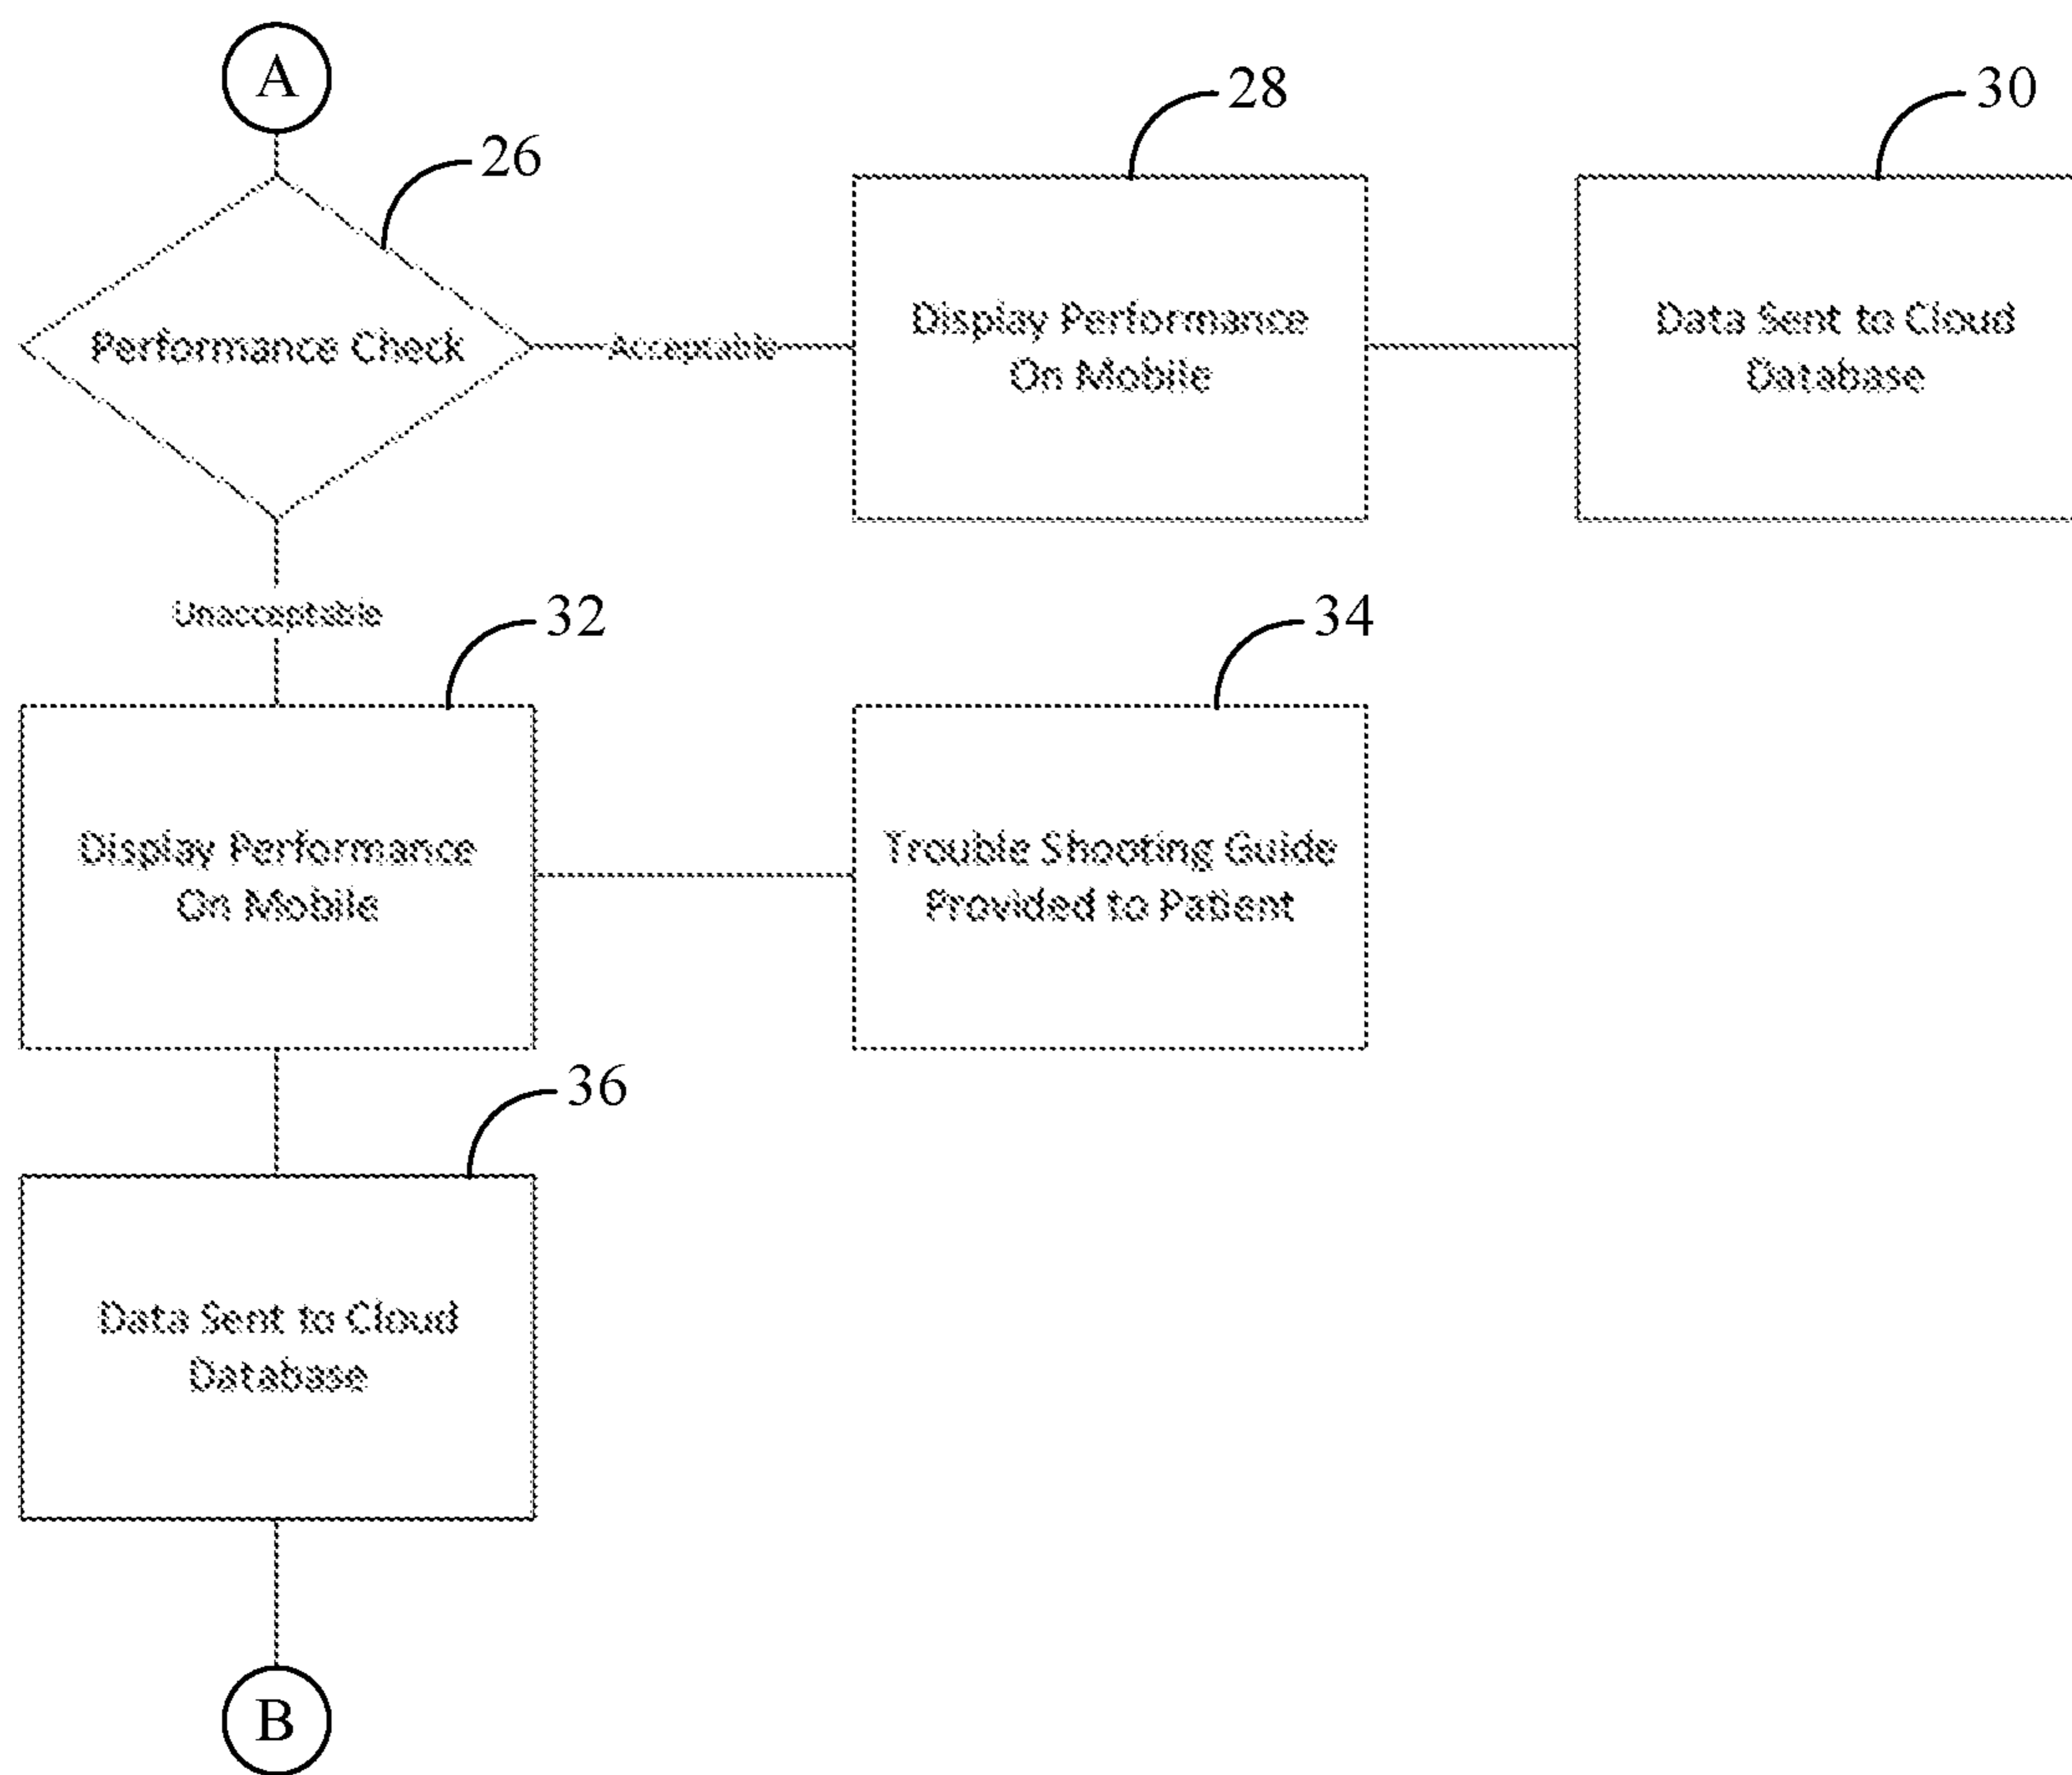 A
26
28
30
Performance Check
Acceptable
Display Performance
On Mobile
Data Sent to Cloud
Database
Unacceptable
32
34
Display Performance
On Mobile
Trouble Shooting Guide
Provided to Patient
36
Data Sent to Cloud
Database
B